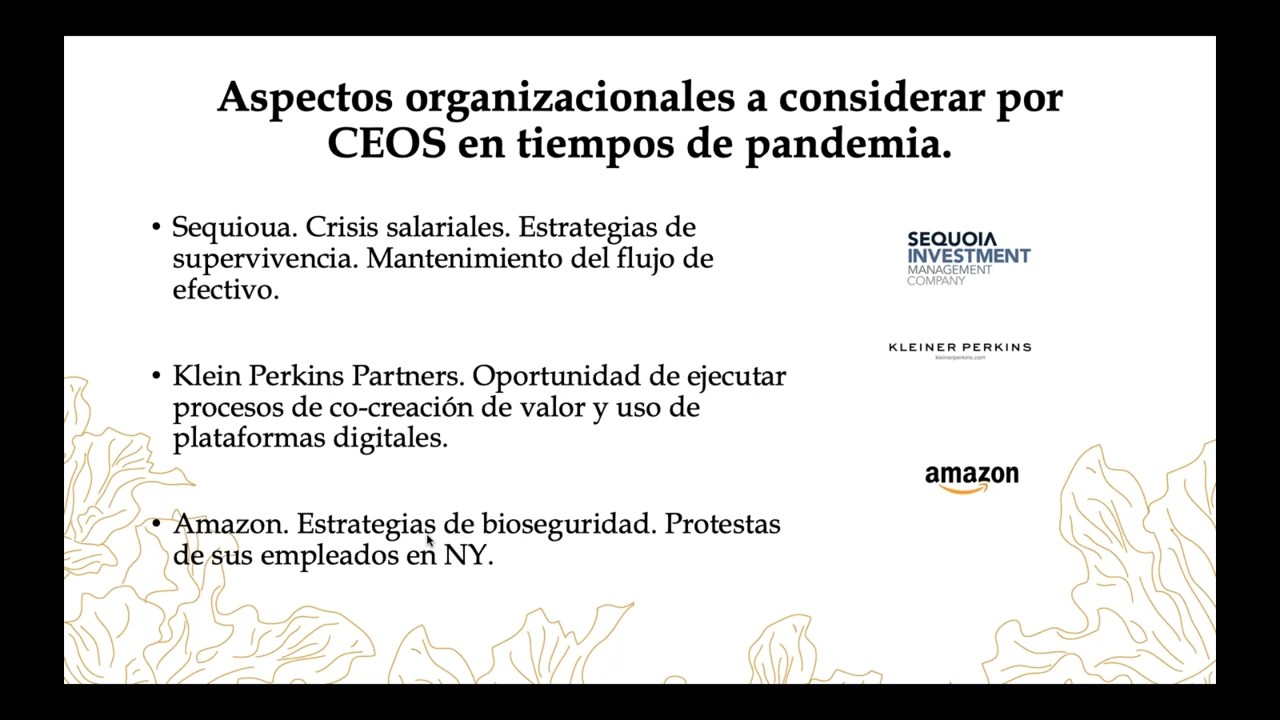 Aspectos organizacionales a considerar por
CEOS en tiempos de pandemia.
• Sequioua. Crisis salariales. Estrategias de
supervivencia. Mantenimiento del flujo de
efectivo.
SEQUOIA
INVESTMENT
MANAGEMENT
COMPANY
KLEINER PERKINS
kleinerperkins.com
• Klein Perkins Partners. Oportunidad de ejecutar
procesos de co-creación de valor y uso de
plataformas digitales.
amazon
• Amazon. Estrategias de bioseguridad. Protestas
de sus empleados en NY.